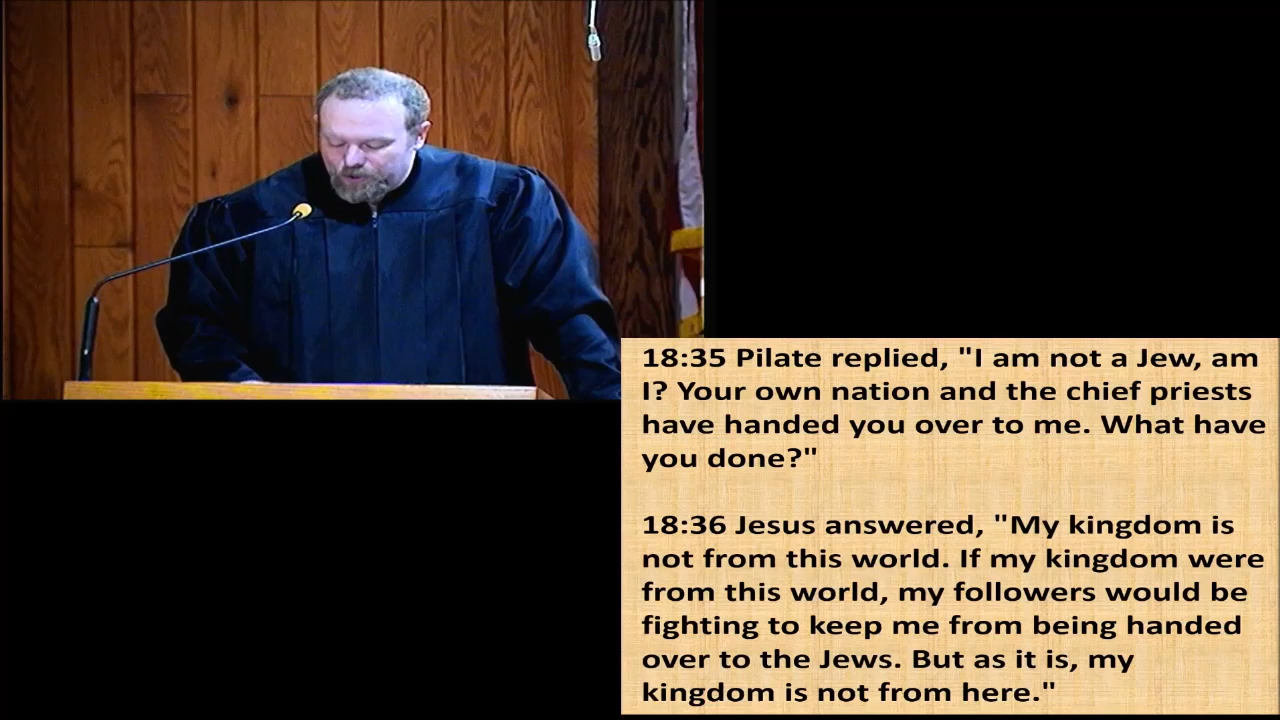 18:35 Pilate replied, "I am not a Jew, am
I? Your own nation and the chief priests
have handed you over to me. What have
you done?"
18:36 Jesus answered, "My kingdom is
not from this world. If my kingdom were
from this world, my followers would be
fighting to keep me from being handed
over to the Jews. But as it is, my
kingdom is not from here."